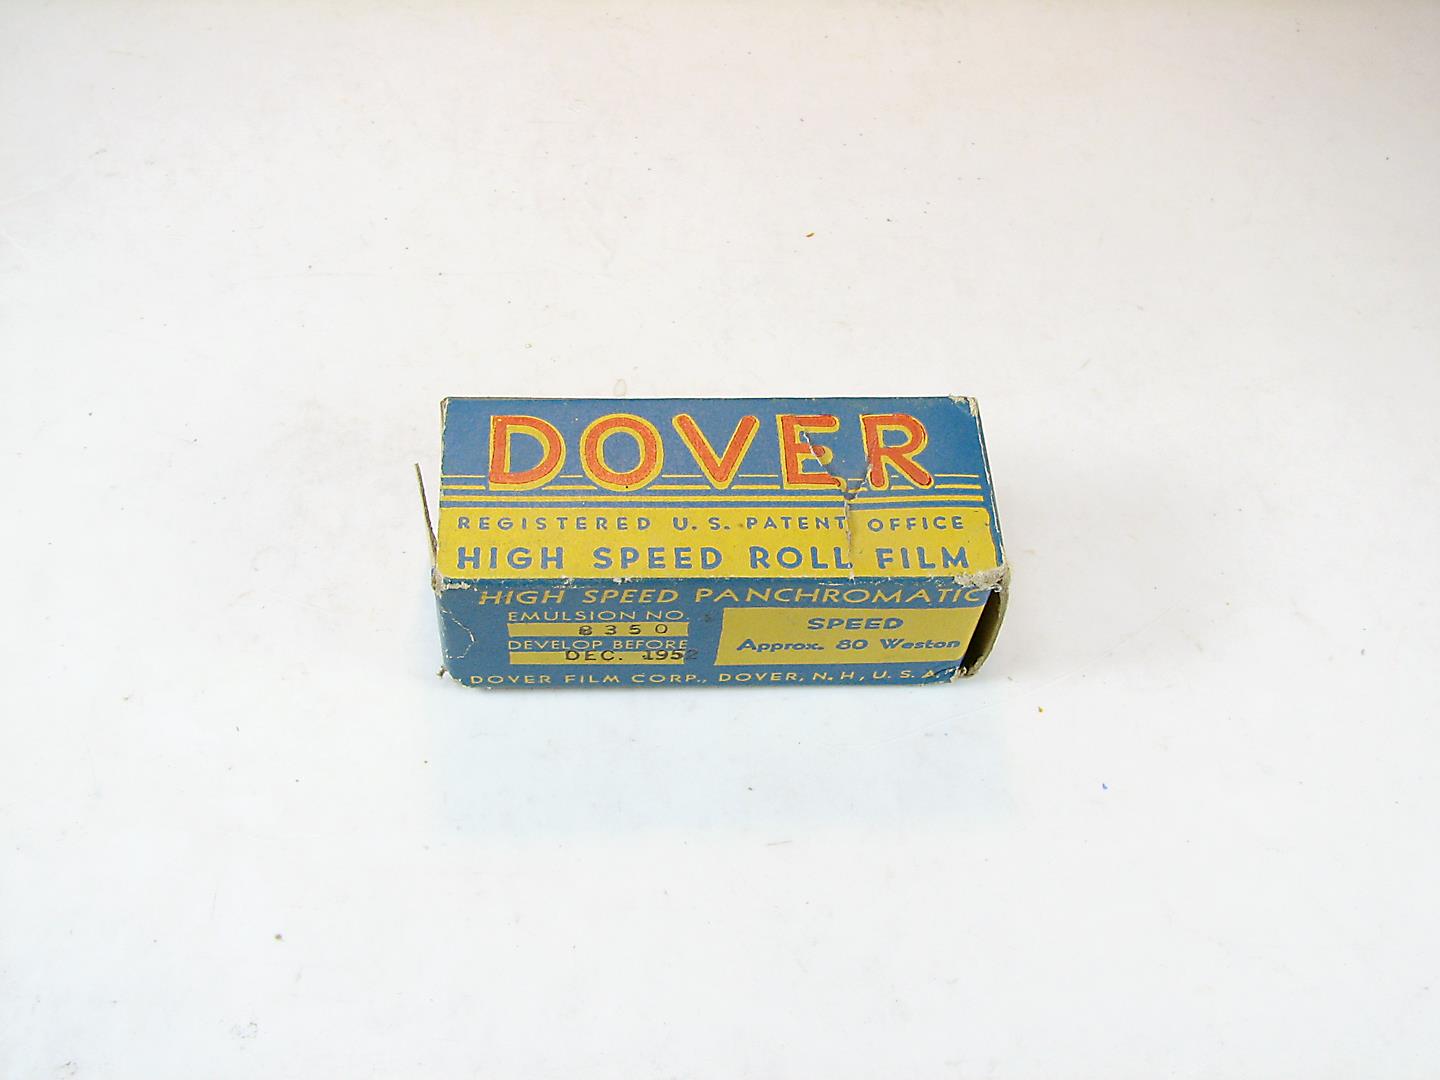 DOVER
REGISTERED U.S. PATENT OFFICE
HIGH SPEED ROLL FILM
HIGH SPEED PANCHROMATIC
EMULSION NO.
8350
DEVELOP BEFORE
DEC. 1952
SPEED
Approx. 80 Weston
DOVER FILM CORP., DOVER, N.H, U.S.A.